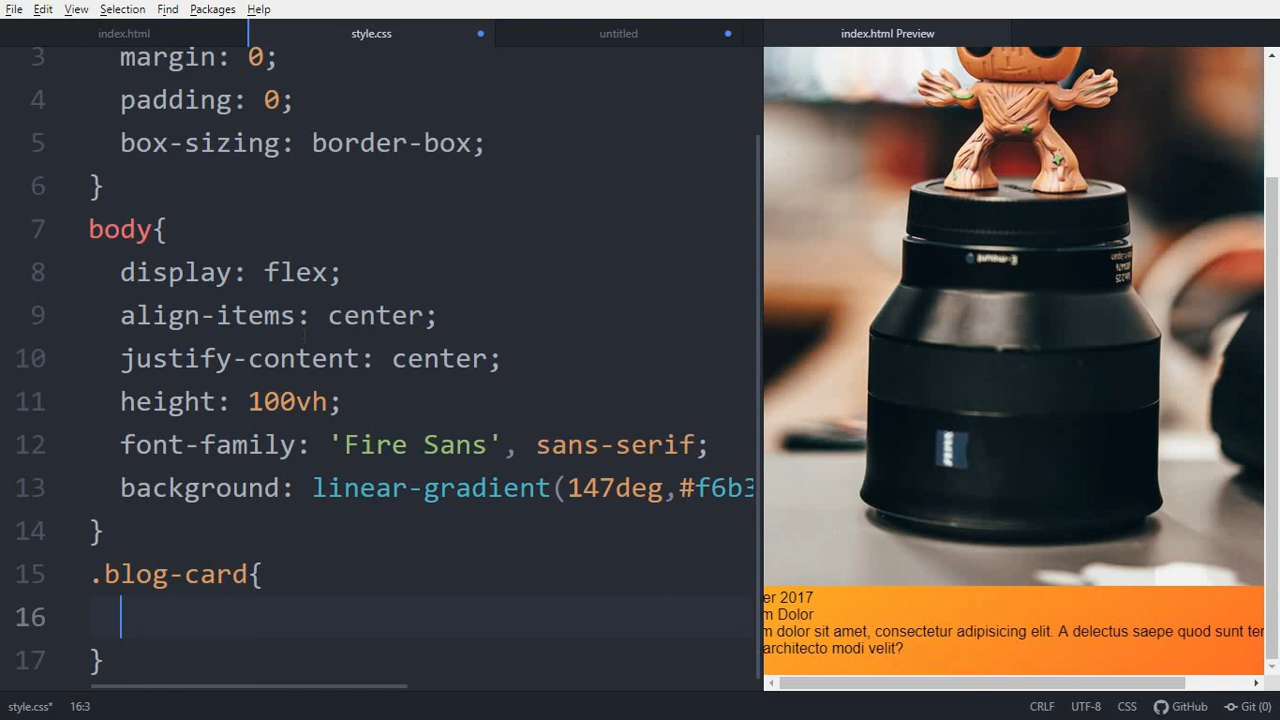 File Edit View Selection Find Packages Help
index.html style.css untitled index.html Preview
3 margin: 0;
4 padding: 0;
5 box-sizing: border-box;
6 }
7 body{
8 display: flex;
9 align-items: center;
10 justify-content: center;
11 height: 100vh;
12 font-family: 'Fire Sans', sans-serif;
13 background: linear-gradient(147deg,#f6b3
14 }
15 .blog-card{
16
17 }
er 2017
m Dolor
m dolor sit amet, consectetur adipisicing elit. A delectus saepe quod sunt ter
architecto modi velit?
style.css* 16:3 CRLF UTF-8 CSS GitHub Git (0)